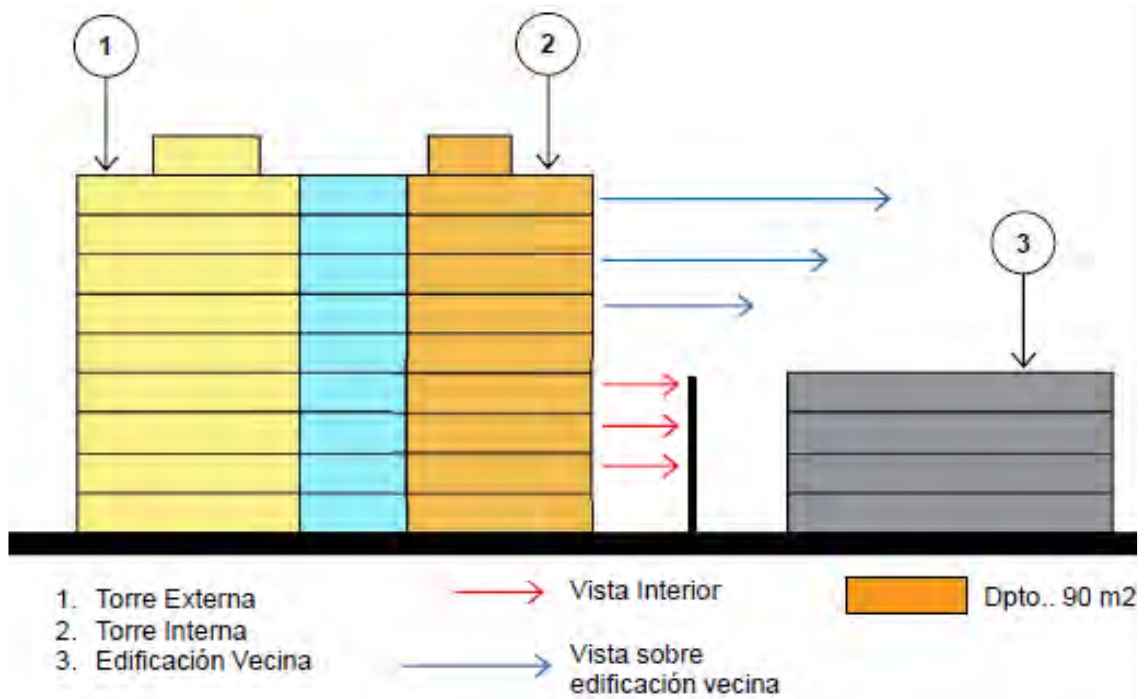 1
2
3
1. Torre Externa
2. Torre Interna
3. Edificación Vecina
Vista Interior
Vista sobre
edificación vecina
Dpto.. 90 m2